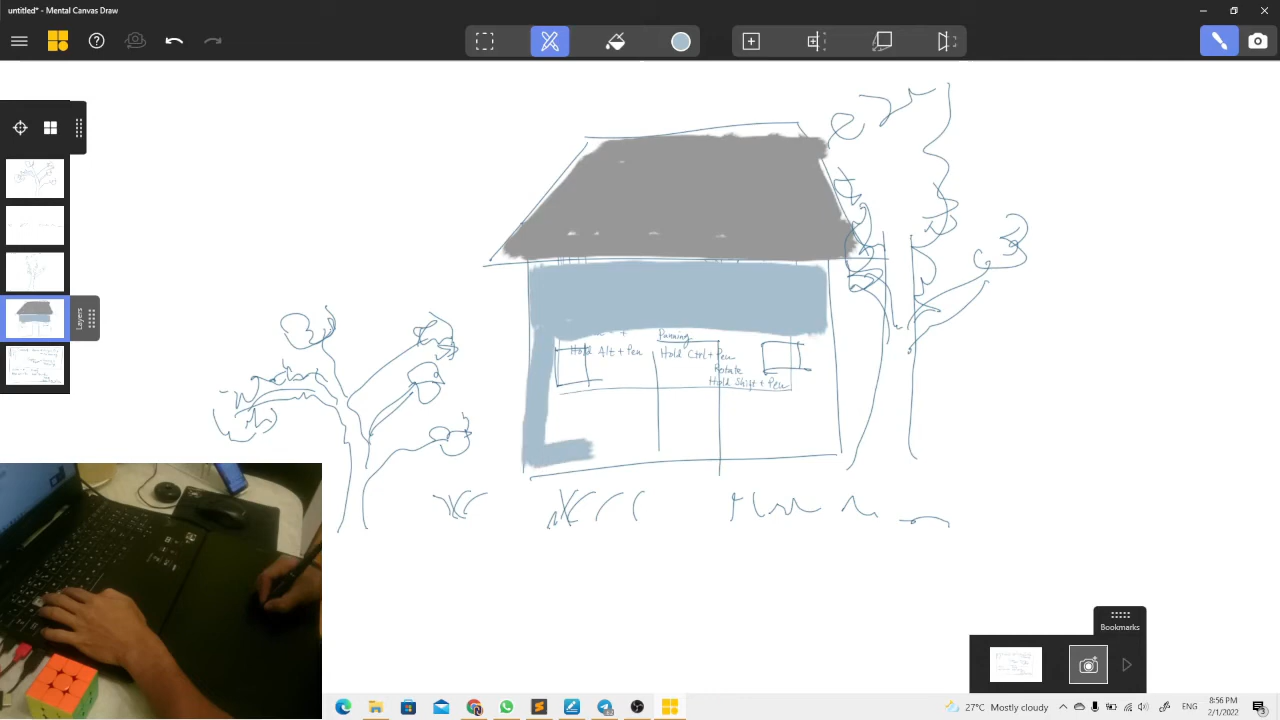 untitled* - Mental Canvas Draw
Layers
Panning
Hold Alt + Pen
Hold Ctrl + Pen
Rotate
Hold Shift + Pen
Bookmarks
27°C Mostly cloudy
ENG
8:56 PM
2/1/2022